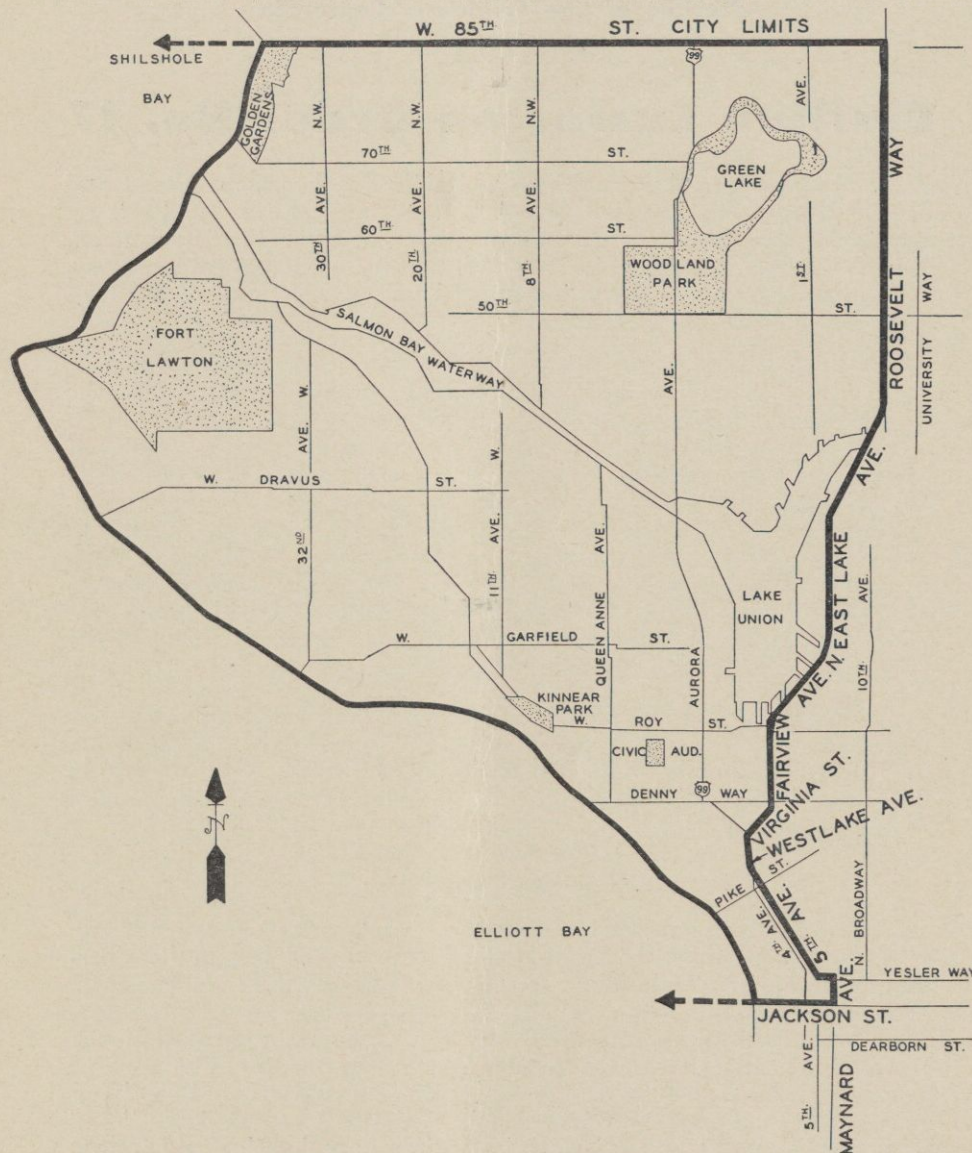 W. 85TH. ST. CITY LIMITS
SHILSHOLE
BAY
GOLDEN
GARDENS
99
AVE.
N.W.
N.W.
N.W.
70TH. ST.
GREEN
LAKE
WAY
AVE.
AVE.
AVE.
60TH. ST.
30TH
20TH.
8TH.
WOODLAND
PARK
1ST.
50TH. ST.
ROOSEVELT
UNIVERSITY WAY
FORT
LAWTON
SALMON BAY WATERWAY
AVE. W.
32ND
W. DRAVUS ST.
11TH. AVE. W.
QUEEN ANNE AVE.
AURORA AVE.
LAKE
UNION
EAST LAKE AVE.
10TH. AVE.
W. GARFIELD ST.
KINNEAR
PARK
W. ROY ST.
FAIRVIEW AVE. N.
CIVIC AUD.
99
DENNY WAY
VIRGINIA ST.
WESTLAKE AVE.
PIKE ST.
4TH. AVE.
5TH. AVE.
N. BROADWAY
ELLIOTT BAY
YESLER WAY
JACKSON ST.
DEARBORN ST.
5TH. AVE.
MAYNARD AVE.